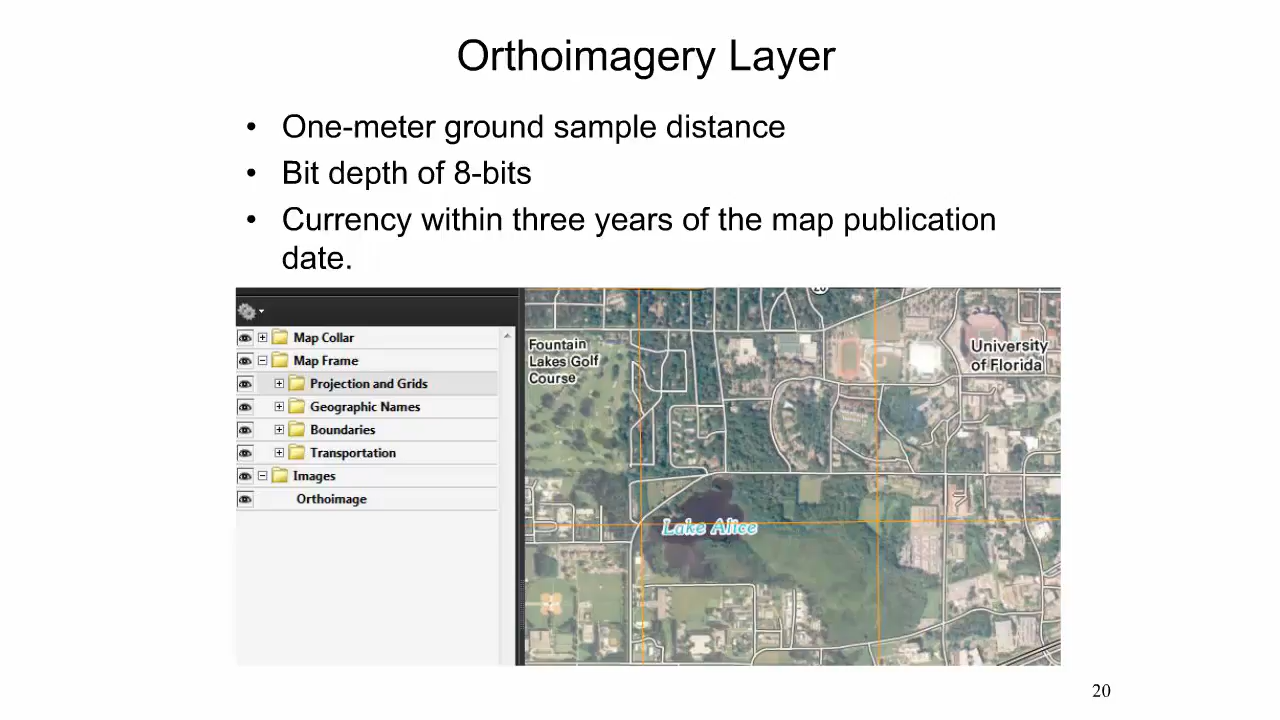 Orthoimagery Layer
• One-meter ground sample distance
• Bit depth of 8-bits
• Currency within three years of the map publication
date.
Map Collar
Map Frame
Projection and Grids
Geographic Names
Boundaries
Transportation
Images
Orthoimage
Fountain
Lakes Golf
Course
University
of Florida
Lake Alice
20